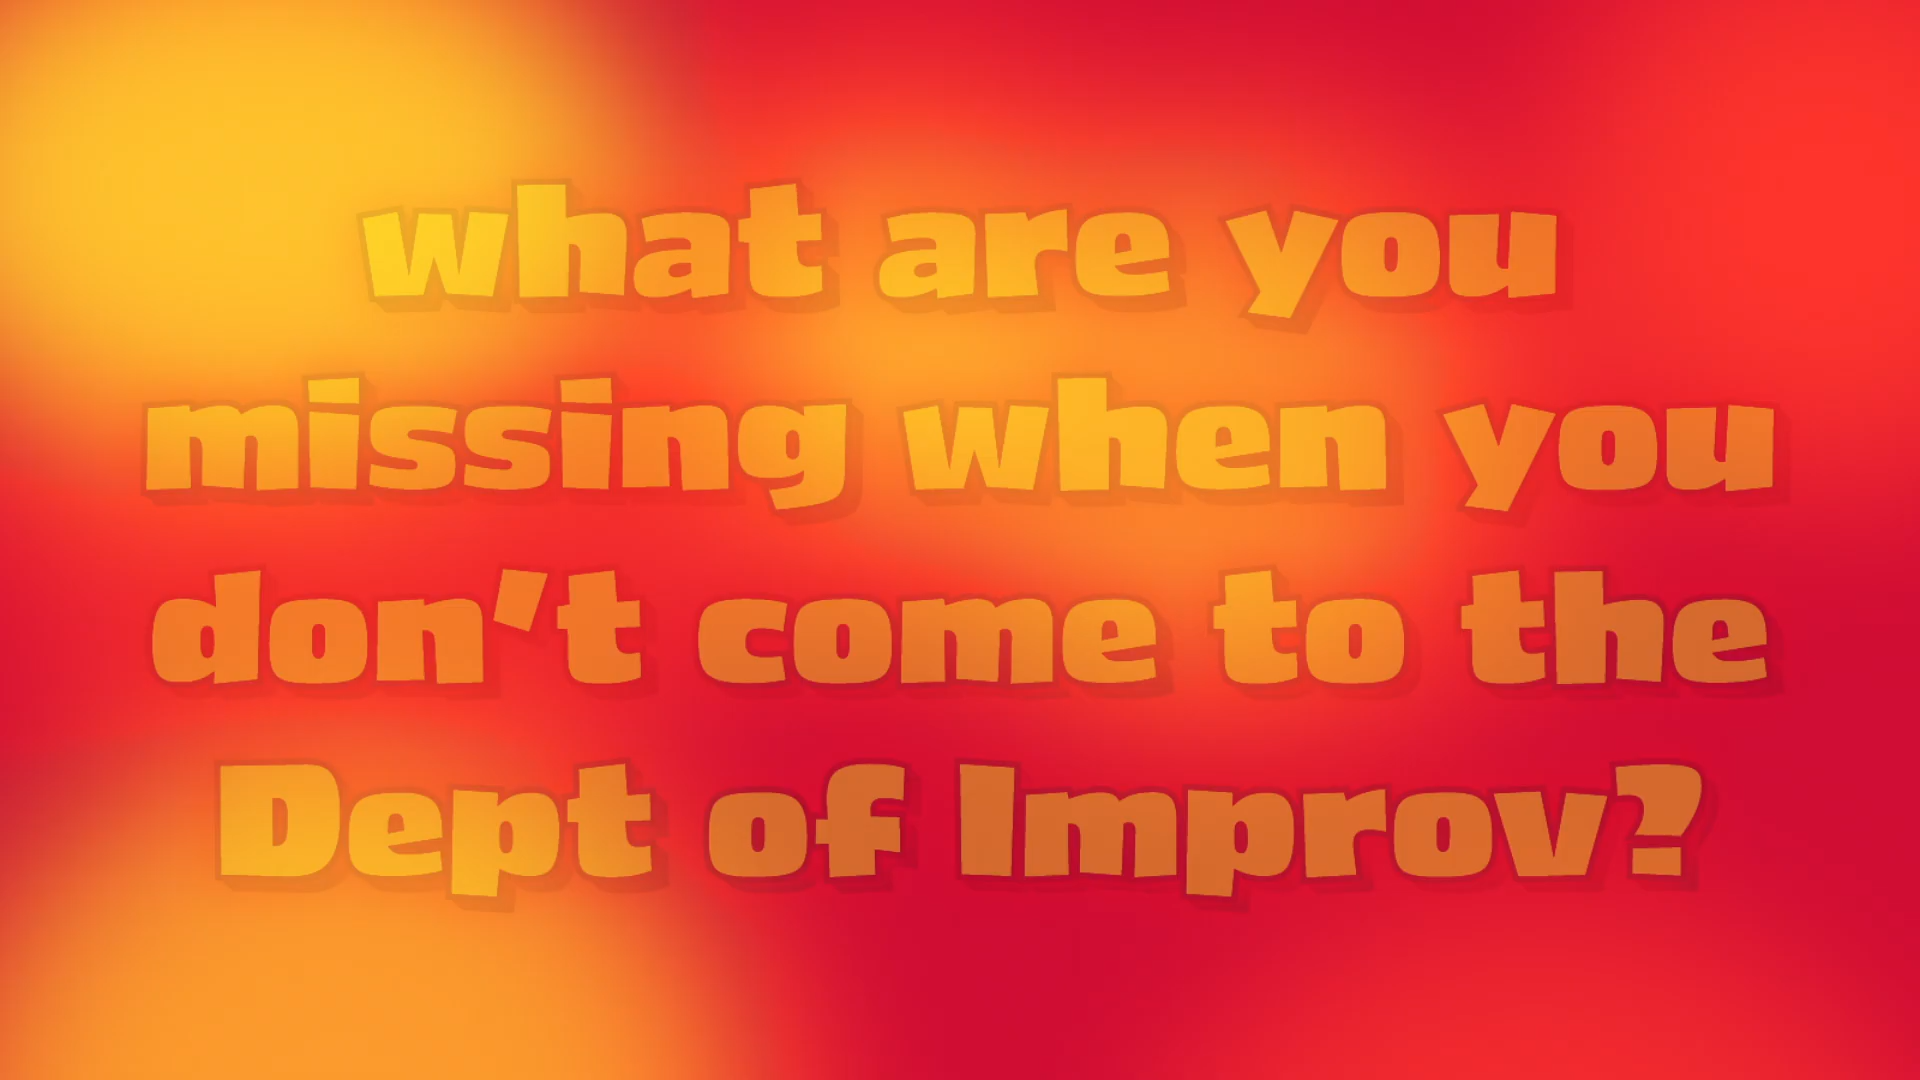 what are you
missing when you
don't come to the
Dept of Improv?